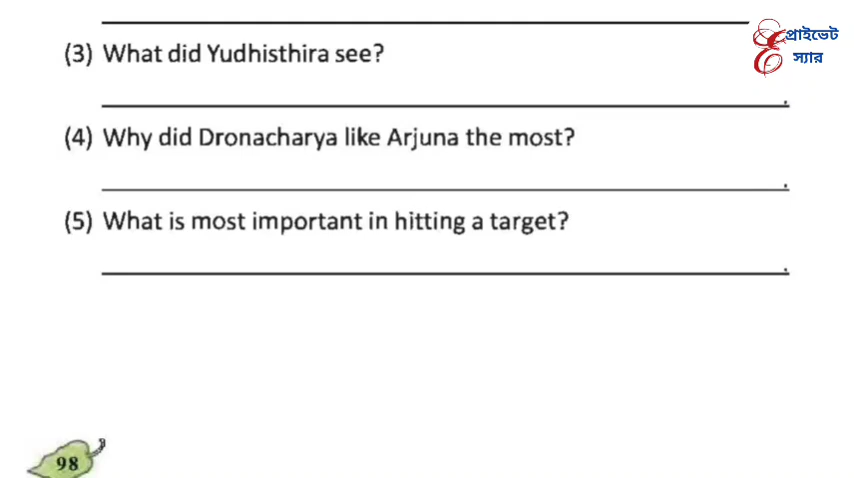 প্রাইভেট
স্যার
(3) What did Yudhisthira see?
(4) Why did Dronacharya like Arjuna the most?
(5) What is most important in hitting a target?
98